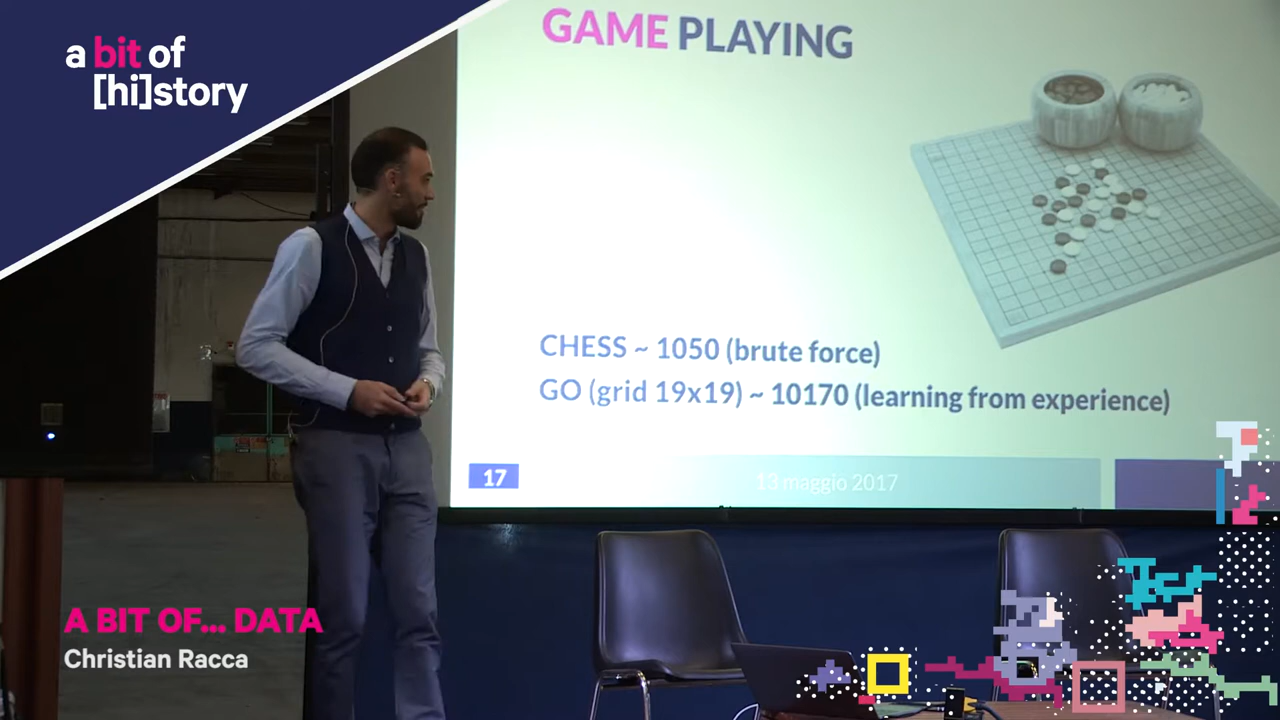 a bit of
[hi]story
GAME PLAYING
CHESS ~ 1050 (brute force)
GO (grid 19x19) ~ 10170 (learning from experience)
17
13 maggio 2017
A BIT OF... DATA
Christian Racca